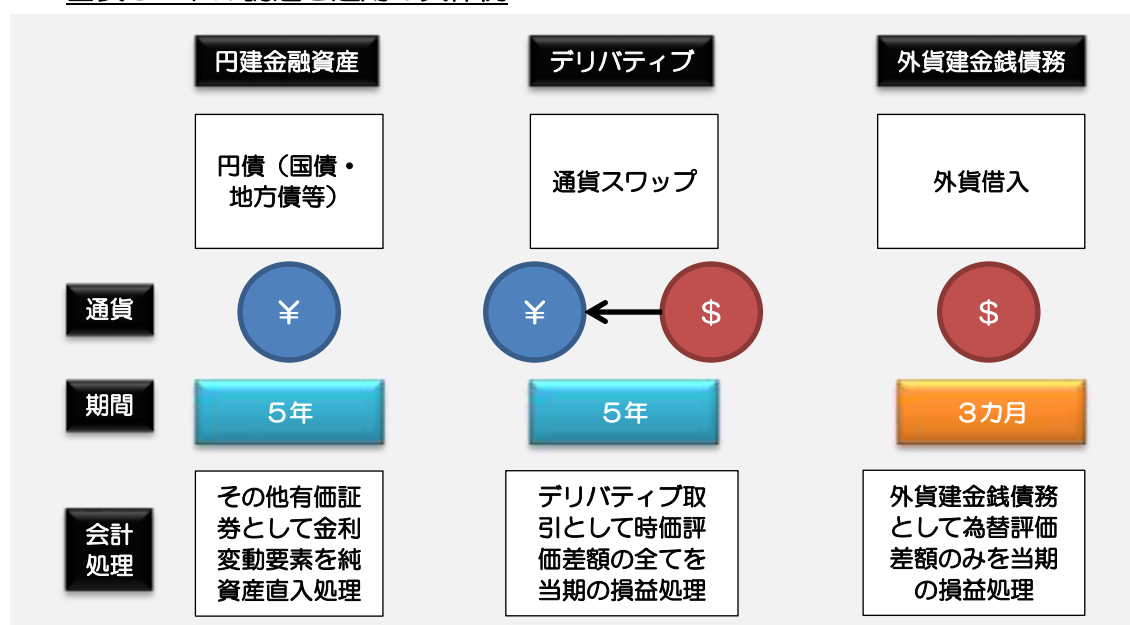 円建金融資産
デリバティブ
外貨建金銭債務
円債（国債・
地方債等）
通貨スワップ
外貨借入
通貨
￥
￥
＄
＄
期間
５年
５年
３カ月
会計
処理
その他有価証
券として金利
変動要素を純
資産直入処理
デリバティブ取
引として時価評
価差額の全てを
当期の損益処理
外貨建金銭債務
として為替評価
差額のみを当期
の損益処理